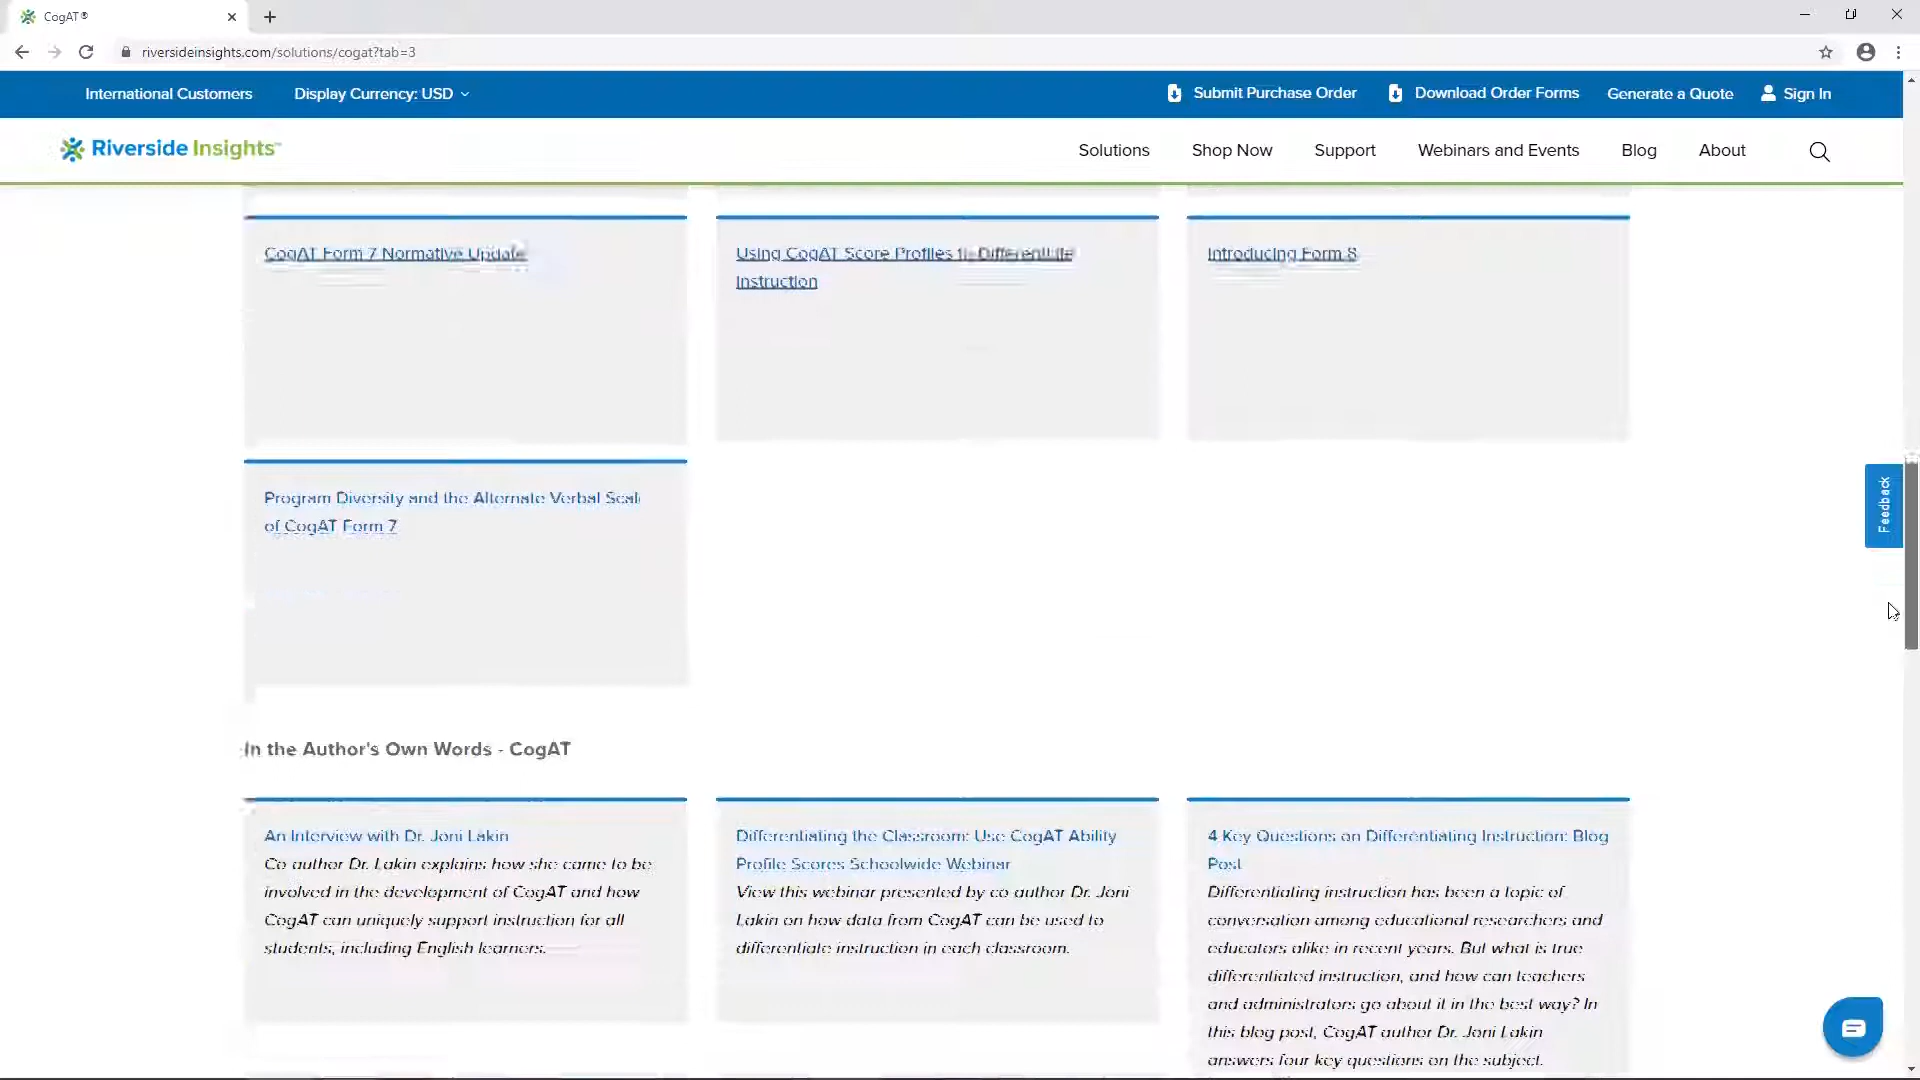 CogAT®
riversideinsights.com/solutions/cogat?tab=3
International Customers
Display Currency: USD
Submit Purchase Order
Download Order Forms
Generate a Quote
Sign In
Riverside Insights™
Solutions
Shop Now
Support
Webinars and Events
Blog
About
CogAT Form 7 Normative Update
Using CogAT Score Profiles to Differentiate
Instruction
Introducing Form 8
Program Diversity and the Alternate Verbal Scal
of CogAT Form 7
Feedback
In the Author's Own Words - CogAT
An Interview with Dr. Joni Lakin
Co-author Dr. Lakin explains how she came to be
involved in the development of CogAT and how
CogAT can uniquely support instruction for all
students, including English learners.
Differentiating the Classroom: Use CogAT Ability
Profile Scores Schoolwide Webinar
View this webinar presented by co-author Dr. Joni
Lakin on how data from CogAT can be used to
differentiate instruction in each classroom.
4 Key Questions on Differentiating Instruction: Blog
Post
Differentiating instruction has been a topic of
conversation among educational researchers and
educators alike in recent years. But what is true
differentiated instruction, and how can teachers
and administrators go about it in the best way? In
this blog post, CogAT author Dr. Joni Lakin
answers four key questions on the subject.